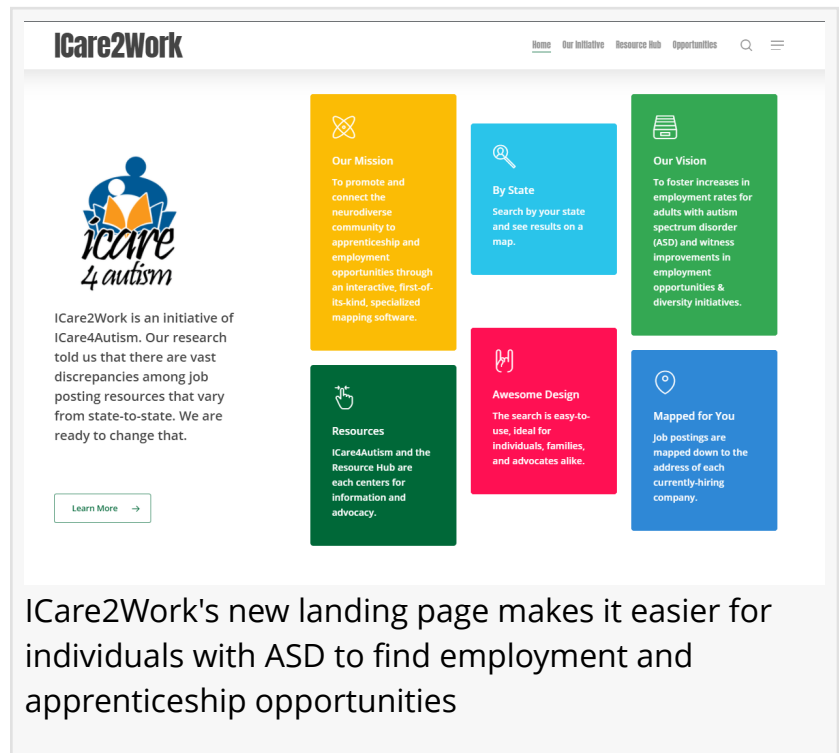 ICare2Work
Home Our Initiative Resource Hub Opportunities
icare
4 autism
ICare2Work is an initiative of
ICare4Autism. Our research
told us that there are vast
discrepancies among job
posting resources that vary
from state-to-state. We are
ready to change that.
Learn More →
Our Mission
To promote and
connect the
neurodiverse
community to
apprenticeship and
employment
opportunities through
an interactive, first-of-
its-kind, specialized
mapping software.
Resources
ICare4Autism and the
Resource Hub are
each centers for
information and
advocacy.
By State
Search by your state
and see results on a
map.
Awesome Design
The search is easy-to-
use, ideal for
individuals, families,
and advocates alike.
Our Vision
To foster increases in
employment rates for
adults with autism
spectrum disorder
(ASD) and witness
improvements in
employment
opportunities &
diversity initiatives.
Mapped for You
Job postings are
mapped down to the
address of each
currently-hiring
company.
ICare2Work's new landing page makes it easier for
individuals with ASD to find employment and
apprenticeship opportunities